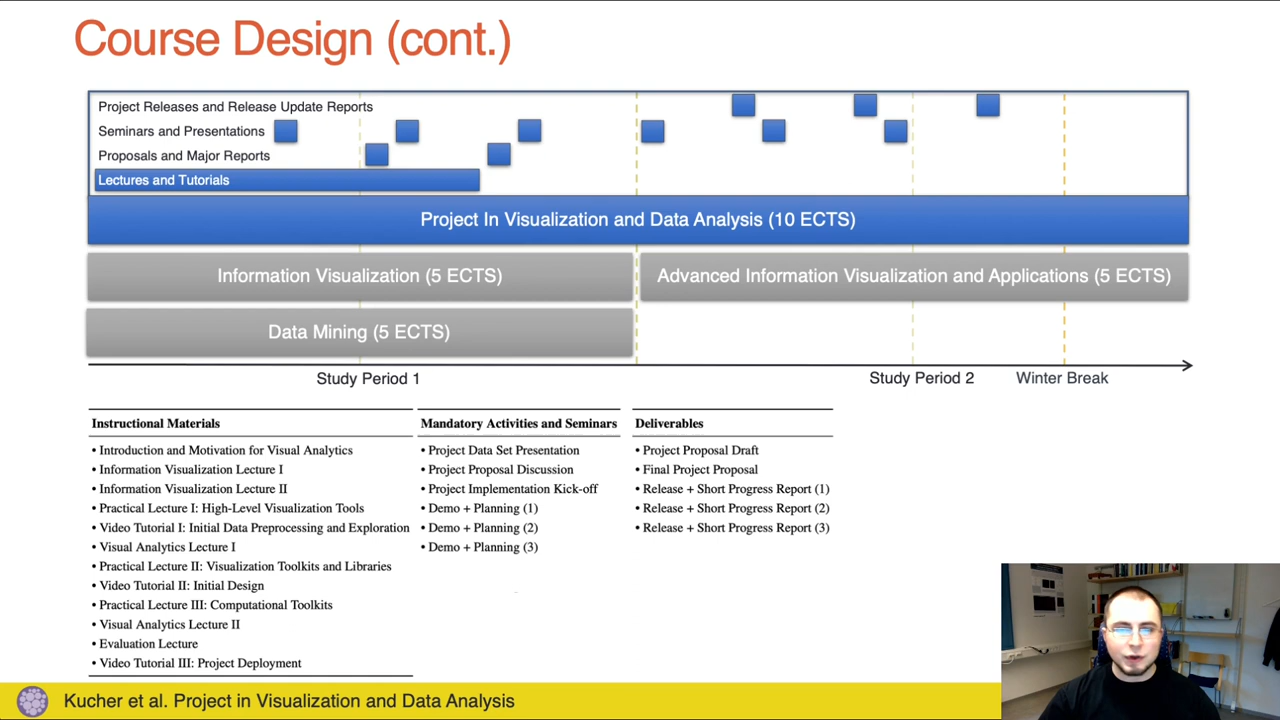 Course Design (cont.)
Project Releases and Release Update Reports
Seminars and Presentations
Proposals and Major Reports
Lectures and Tutorials
Project In Visualization and Data Analysis (10 ECTS)
Information Visualization (5 ECTS)
Advanced Information Visualization and Applications (5 ECTS)
Data Mining (5 ECTS)
Study Period 1
Study Period 2
Winter Break
Instructional Materials
• Introduction and Motivation for Visual Analytics
• Information Visualization Lecture I
• Information Visualization Lecture II
• Practical Lecture I: High-Level Visualization Tools
• Video Tutorial I: Initial Data Preprocessing and Exploration
• Visual Analytics Lecture I
• Practical Lecture II: Visualization Toolkits and Libraries
• Video Tutorial II: Initial Design
• Practical Lecture III: Computational Toolkits
• Visual Analytics Lecture II
• Evaluation Lecture
• Video Tutorial III: Project Deployment
Mandatory Activities and Seminars
• Project Data Set Presentation
• Project Proposal Discussion
• Project Implementation Kick-off
• Demo + Planning (1)
• Demo + Planning (2)
• Demo + Planning (3)
Deliverables
• Project Proposal Draft
• Final Project Proposal
• Release + Short Progress Report (1)
• Release + Short Progress Report (2)
• Release + Short Progress Report (3)
Kucher et al. Project in Visualization and Data Analysis